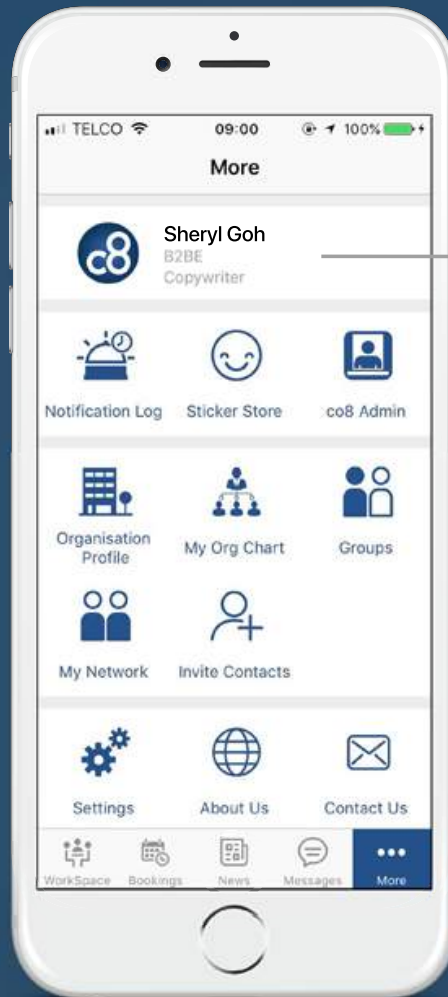 TELCO 09:00 100%
More
c8
Sheryl Goh
B2BE
Copywriter
Notification Log Sticker Store co8 Admin
Organisation
Profile
My Org Chart Groups
My Network Invite Contacts
Settings About Us Contact Us
WorkSpace Bookings News Messages More